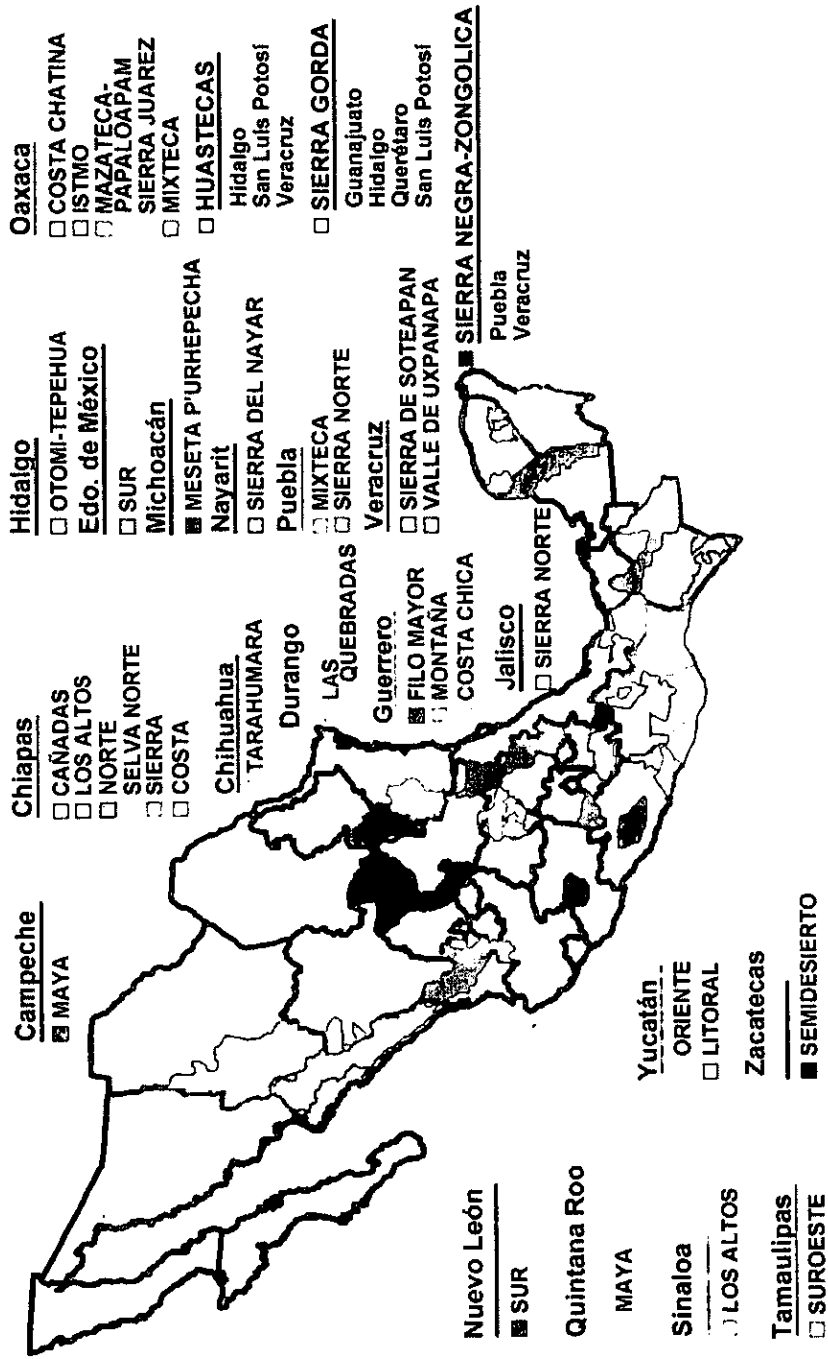 Campeche
MAYA
Chiapas
CAÑADAS
LOS ALTOS
NORTE
SELVA NORTE
SIERRA
COSTA
Chihuahua
TARAHUMARA
Durango
LAS
QUEBRADAS
Guerrero
FILO MAYOR
MONTAÑA
COSTA CHICA
Jalisco
SIERRA NORTE
Hidalgo
OTOMI-TEPEHUA
Edo. de México
SUR
Michoacán
MESETA P'URHEPECHA
Nayarit
SIERRA DEL NAYAR
Puebla
MIXTECA
SIERRA NORTE
Veracruz
SIERRA DE SOTEAPAN
VALLE DE UXPANAPA
Oaxaca
COSTA CHATINA
ISTMO
MAZATECA-
PAPALOAPAM
SIERRA JUAREZ
MIXTECA
HUASTECAS
Hidalgo
San Luis Potosí
Veracruz
SIERRA GORDA
Guanajuato
Hidalgo
Querétaro
San Luis Potosí
SIERRA NEGRA-ZONGOLICA
Puebla
Veracruz
Nuevo León
SUR
Quintana Roo
MAYA
Sinaloa
LOS ALTOS
Tamaulipas
SUROESTE
Yucatán
ORIENTE
LITORAL
Zacatecas
SEMIDESIERTO